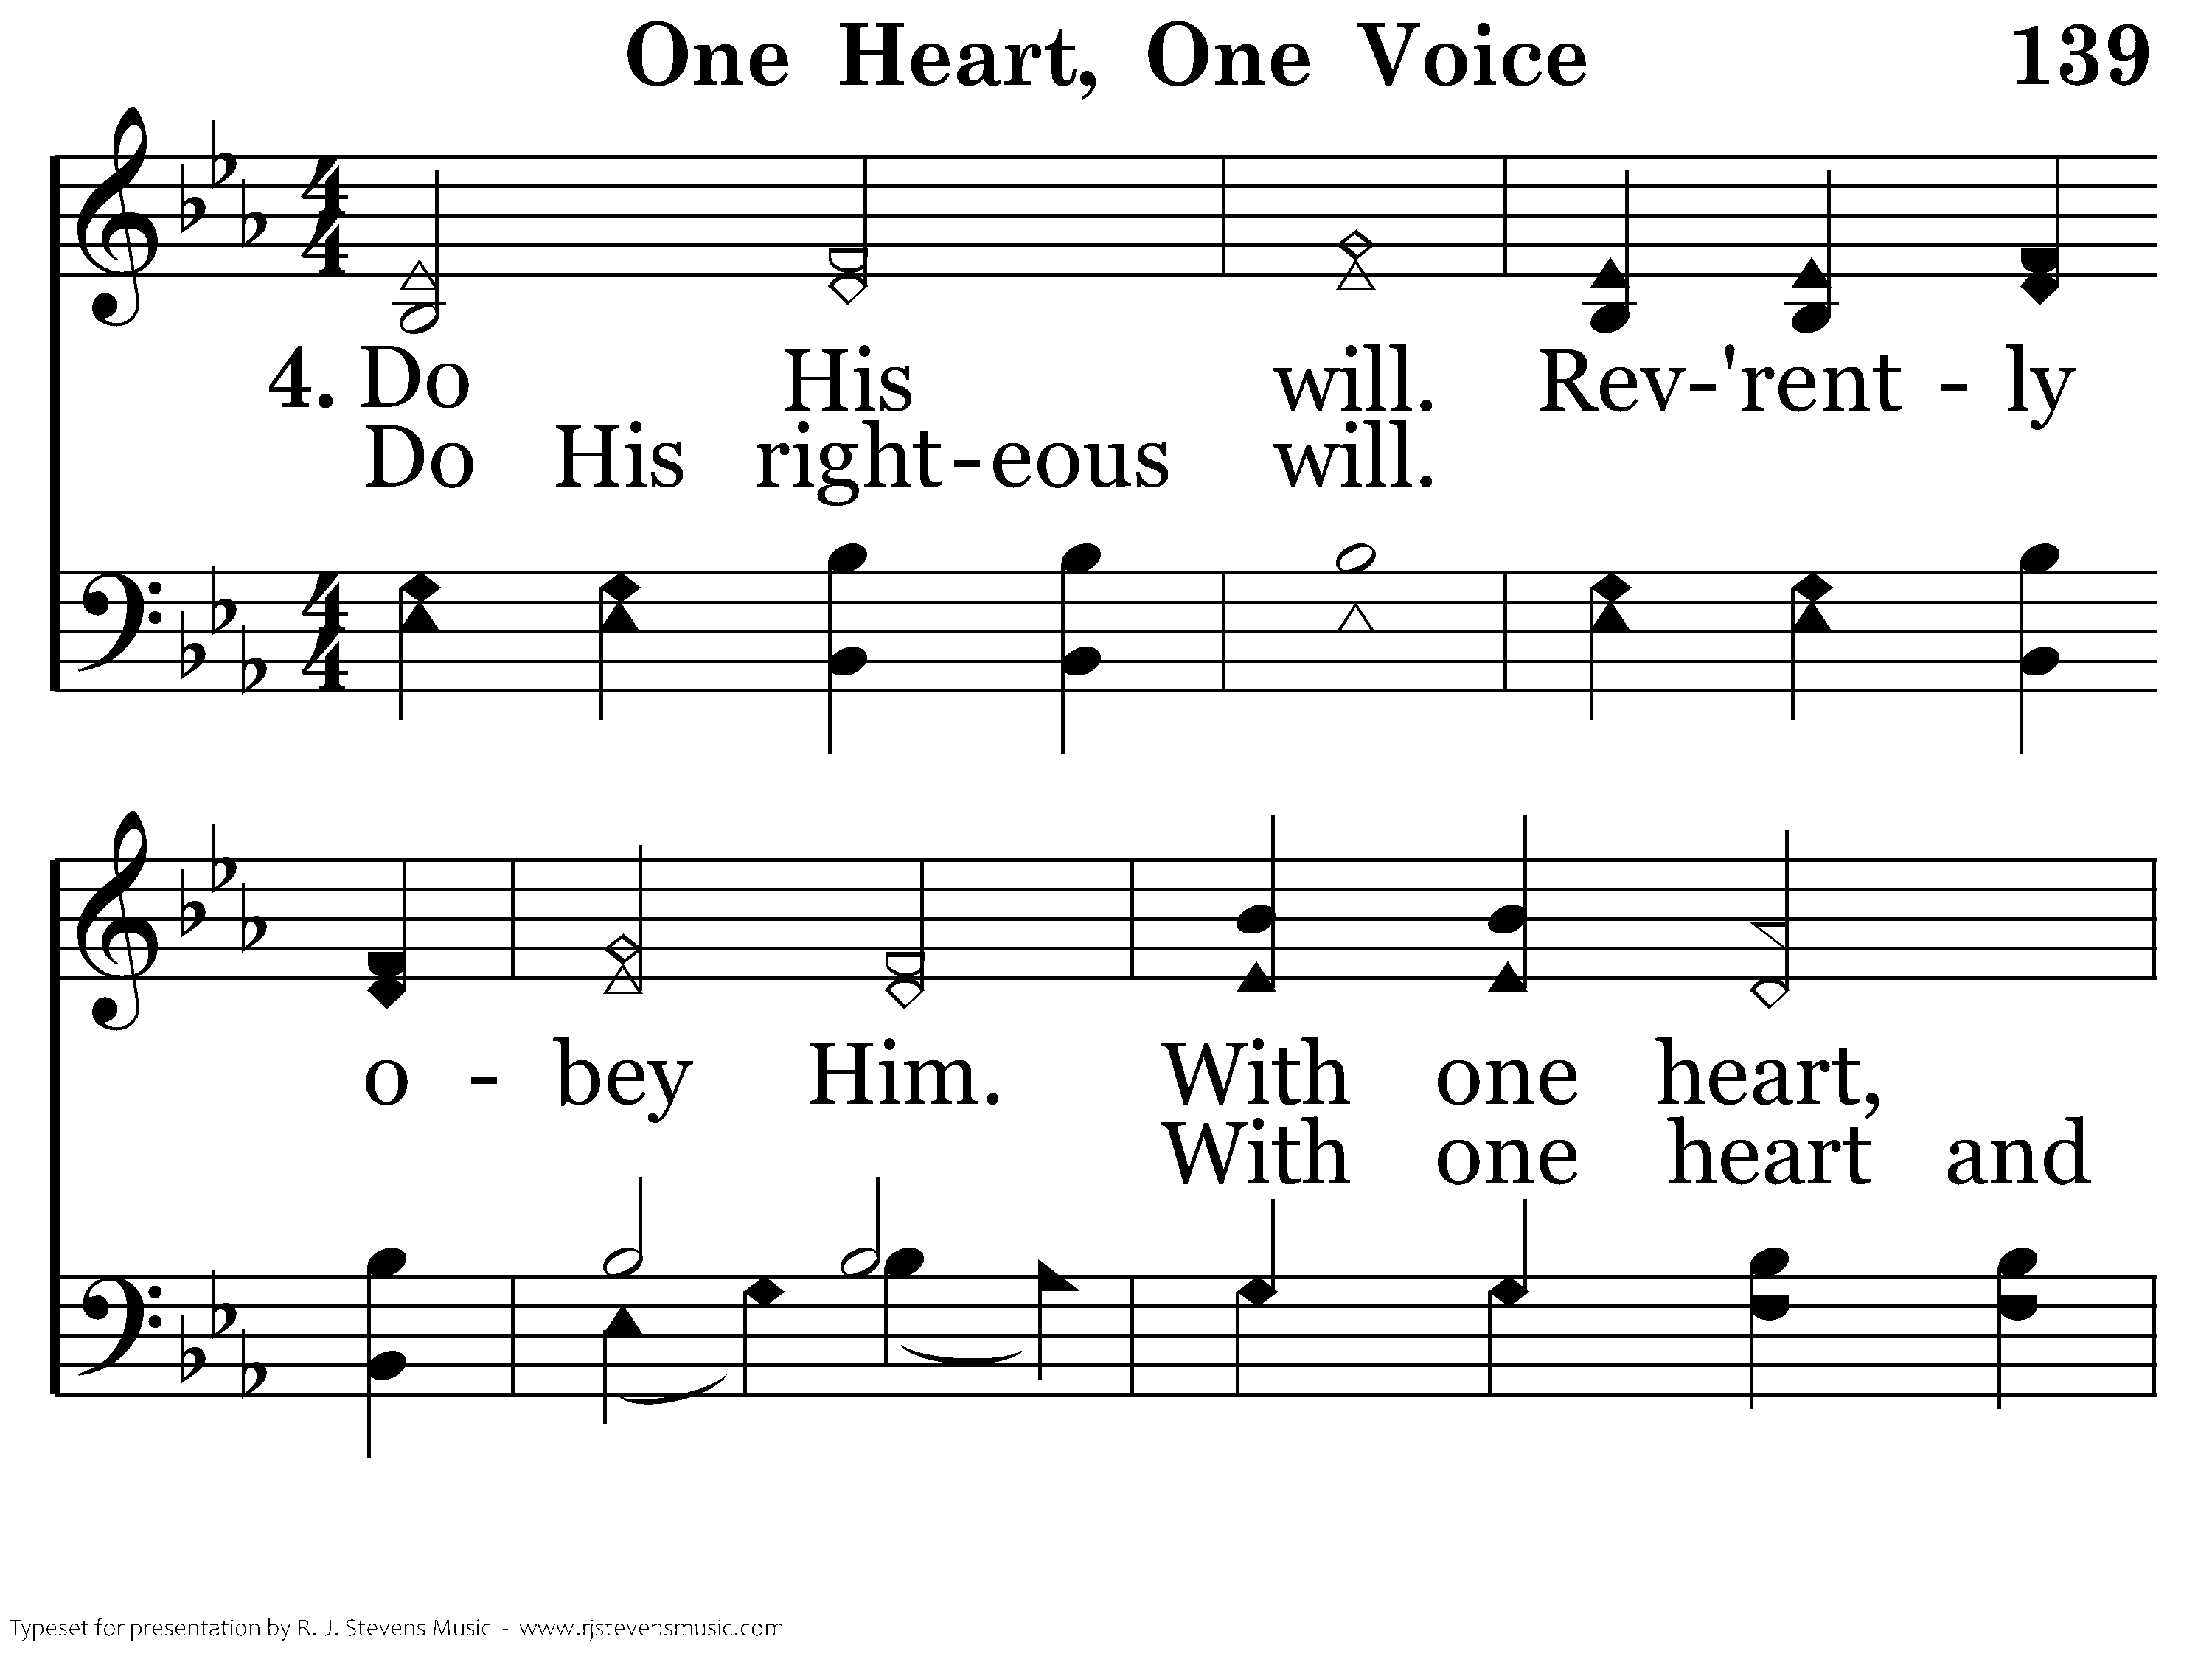 One Heart, One Voice 139
4. Do His will. Rev-'rent - ly
Do His right-eous will.
o - bey Him. With one heart,
With one heart and
Typeset for presentation by R. J. Stevens Music - www.rjstevensmusic.com